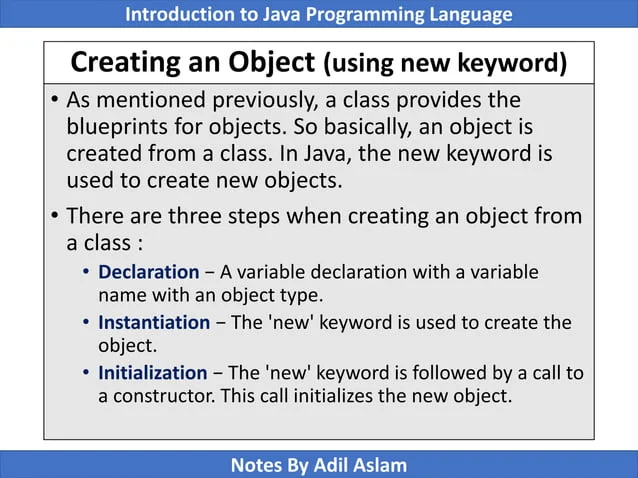 Introduction to Java Programming Language
Creating an Object (using new keyword)
• As mentioned previously, a class provides the
blueprints for objects. So basically, an object is
created from a class. In Java, the new keyword is
used to create new objects.
• There are three steps when creating an object from
a class :
• Declaration − A variable declaration with a variable
name with an object type.
• Instantiation − The 'new' keyword is used to create the
object.
• Initialization − The 'new' keyword is followed by a call to
a constructor. This call initializes the new object.
Notes By Adil Aslam